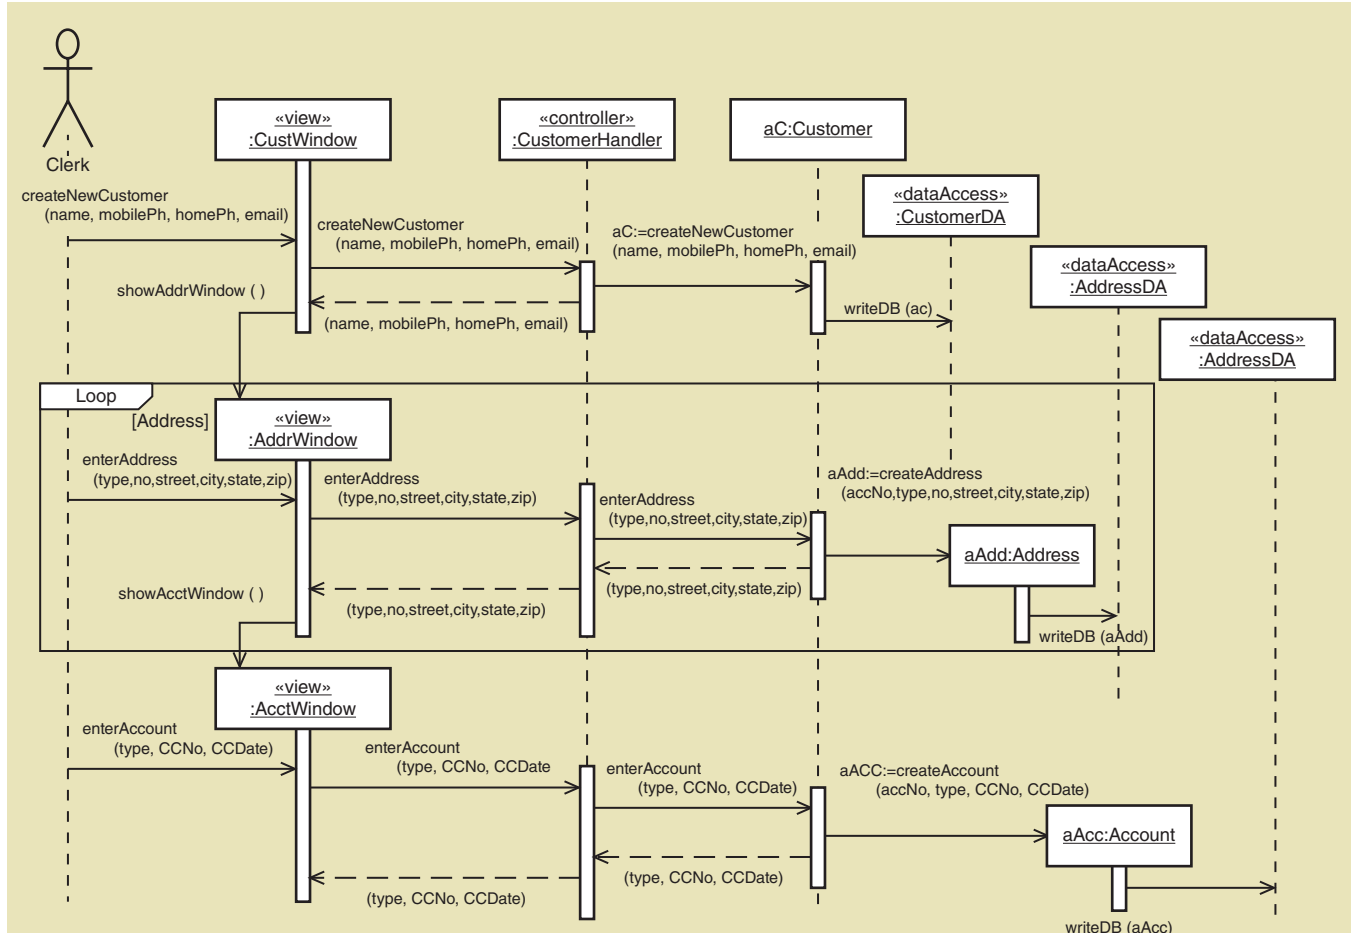 Clerk
«view»
:CustWindow
«controller»
:CustomerHandler
aC:Customer
«dataAccess»
:CustomerDA
«dataAccess»
:AddressDA
«dataAccess»
:AddressDA
createNewCustomer
(name, mobilePh, homePh, email)
createNewCustomer
(name, mobilePh, homePh, email)
aC:=createNewCustomer
(name, mobilePh, homePh, email)
showAddrWindow ( )
(name, mobilePh, homePh, email)
writeDB (ac)
Loop
[Address]
«view»
:AddrWindow
enterAddress
(type,no,street,city,state,zip)
enterAddress
(type,no,street,city,state,zip)
enterAddress
(type,no,street,city,state,zip)
aAdd:=createAddress
(accNo,type,no,street,city,state,zip)
aAdd:Address
showAcctWindow ( )
(type,no,street,city,state,zip)
(type,no,street,city,state,zip)
writeDB (aAdd)
«view»
:AcctWindow
enterAccount
(type, CCNo, CCDate)
enterAccount
(type, CCNo, CCDate
enterAccount
(type, CCNo, CCDate)
aACC:=createAccount
(accNo, type, CCNo, CCDate)
aAcc:Account
(type, CCNo, CCDate)
(type, CCNo, CCDate)
writeDB (aAcc)